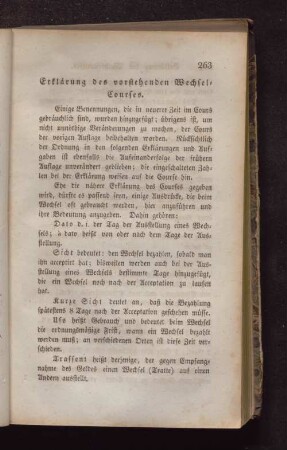 263
Erklärung des vorstehenden Wechsel-
Courses.
Einige Benennungen, die in neuerer Zeit im Cours
gebräuchlich sind, wurden hinzugefügt; übrigens ist, um
nicht unnöthige Veränderungen zu machen, der Cours
der vorigen Auflage beibehalten worden. Rücksichtlich
der Ordnung in den folgenden Erklärungen und Auf-
gaben ist ebenfalls die Aufeinanderfolge der frühern
Auflage unverändert geblieben; die eingeschalteten Zah-
len bei der Erklärung weisen auf die Course hin.
Ehe die nähere Erklärung des Courses gegeben
wird, dürfte es passend seyn, einige Ausdrücke, die beim
Wechsel gebraucht werden, hier anzuführen und
ihre Bedeutung anzugeben. Dahin gehören:
Dato d. i. der Tag der Ausstellung eines Wech-
sels; à dato heißt von oder nach dem Tage der Aus-
stellung.
Sicht bedeutet: den Wechsel bezahlen, sobald man
ihn acceptirt hat; bisweilen werden auch bei der Aus-
stellung eines Wechsels bestimmte Tage hinzugefügt,
die ein Wechsel noch nach der Acceptation zu laufen
hat.
Kurze Sicht deutet an, daß die Bezahlung
spätestens 8 Tage nach der Acceptation geschehen müsse.
Uso heißt Gebrauch und bedeutet beim Wechsel
die ordnungsmäßige Frist, wann ein Wechsel bezahlt
werden muß; an verschiedenen Orten ist diese Zeit ver-
schieden.
Trassent heißt derjenige, der gegen Empfang-
nahme des Geldes einen Wechsel (Tratte) aus einen
Andern ausstellt.